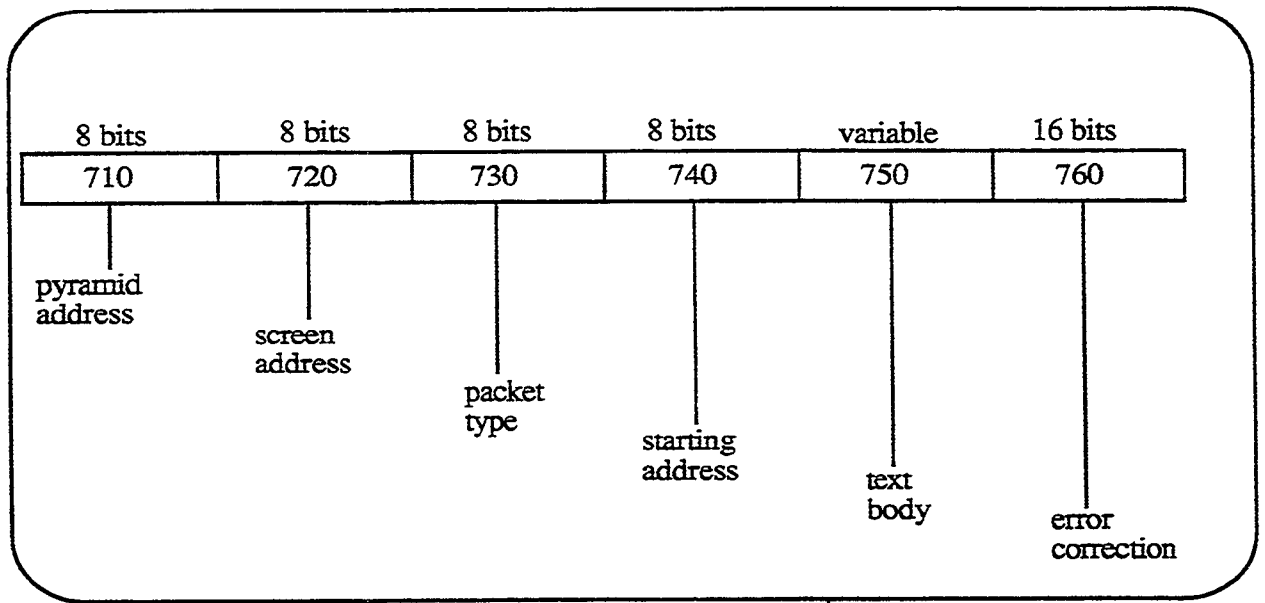 8 bits 8 bits 8 bits 8 bits variable 16 bits
710 720 730 740 750 760
pyramid
address
screen
address
packet
type
starting
address
text
body
error
correction